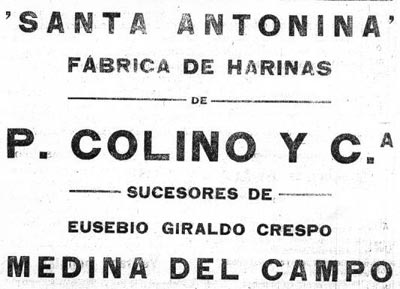 'SANTA ANTONINA'
FÁBRICA DE HARINAS
DE
P. COLINO Y C.ª
SUCESORES DE
EUSEBIO GIRALDO CRESPO
MEDINA DEL CAMPO